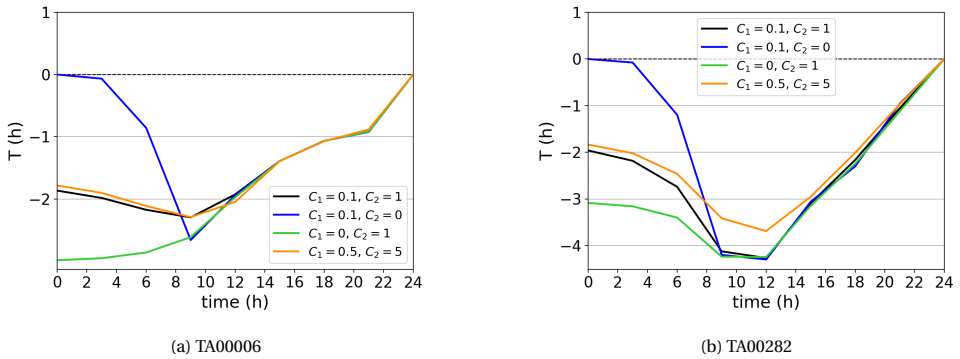 1
0
−1
−2
T (h)
0 2 4 6 8 10 12 14 16 18 20 22 24
time (h)
C₁ = 0.1, C₂ = 1
C₁ = 0.1, C₂ = 0
C₁ = 0, C₂ = 1
C₁ = 0.5, C₂ = 5
(a) TA00006
1
0
−1
−2
−3
−4
T (h)
0 2 4 6 8 10 12 14 16 18 20 22 24
time (h)
C₁ = 0.1, C₂ = 1
C₁ = 0.1, C₂ = 0
C₁ = 0, C₂ = 1
C₁ = 0.5, C₂ = 5
(b) TA00282